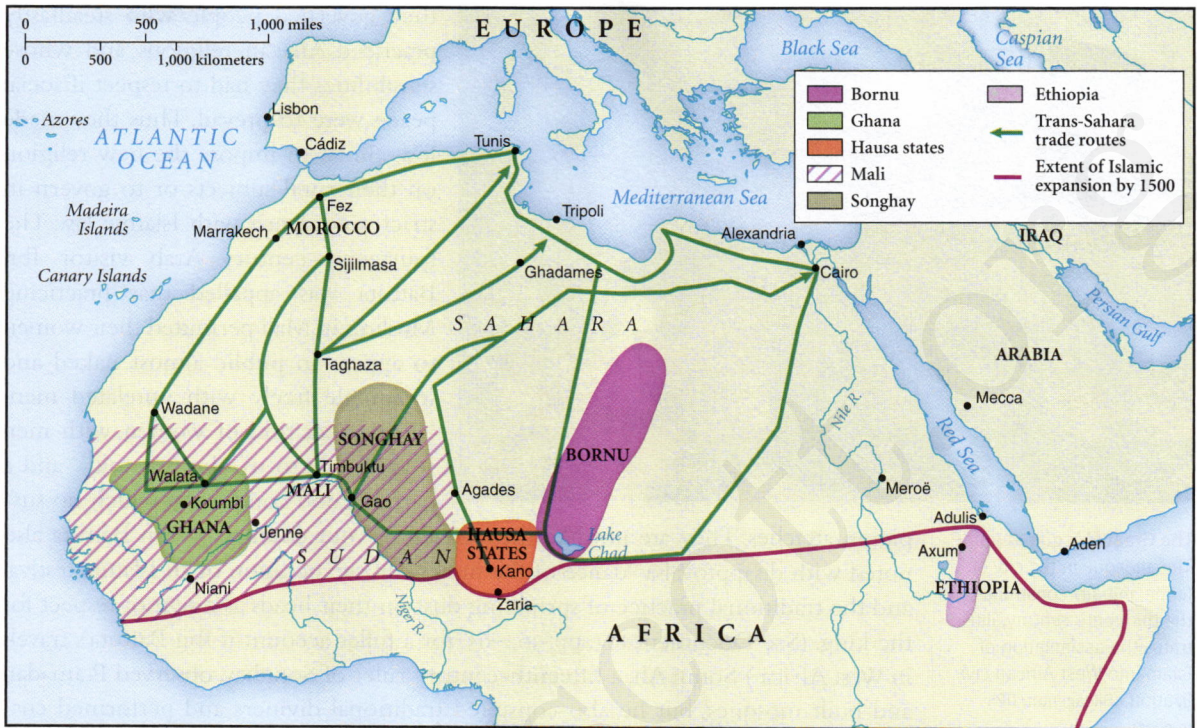 0 500 1,000 miles
0 500 1,000 kilometers
EUROPE
Black Sea
Caspian
Sea
Bornu
Ghana
Hausa states
Mali
Songhay
Ethiopia
Trans-Sahara
trade routes
Extent of Islamic
expansion by 1500
Azores
ATLANTIC
OCEAN
Lisbon
Cádiz
Tunis
Mediterranean Sea
Madeira
Islands
Fez
Marrakech
MOROCCO
Tripoli
Alexandria
IRAQ
Canary Islands
Sijilmasa
Ghadames
Cairo
Persian Gulf
SAHARA
Taghaza
ARABIA
Wadane
Mecca
Nile R.
Red Sea
SONGHAY
BORNU
Walata
Timbuktu
MALI
Koumbi
GHANA
Gao
Agades
Meroë
Jenne
Adulis
HAUSA
STATES
Lake
Chad
SUDAN
Axum
Aden
Kano
Niani
ETHIOPIA
Zaria
Niger R.
AFRICA